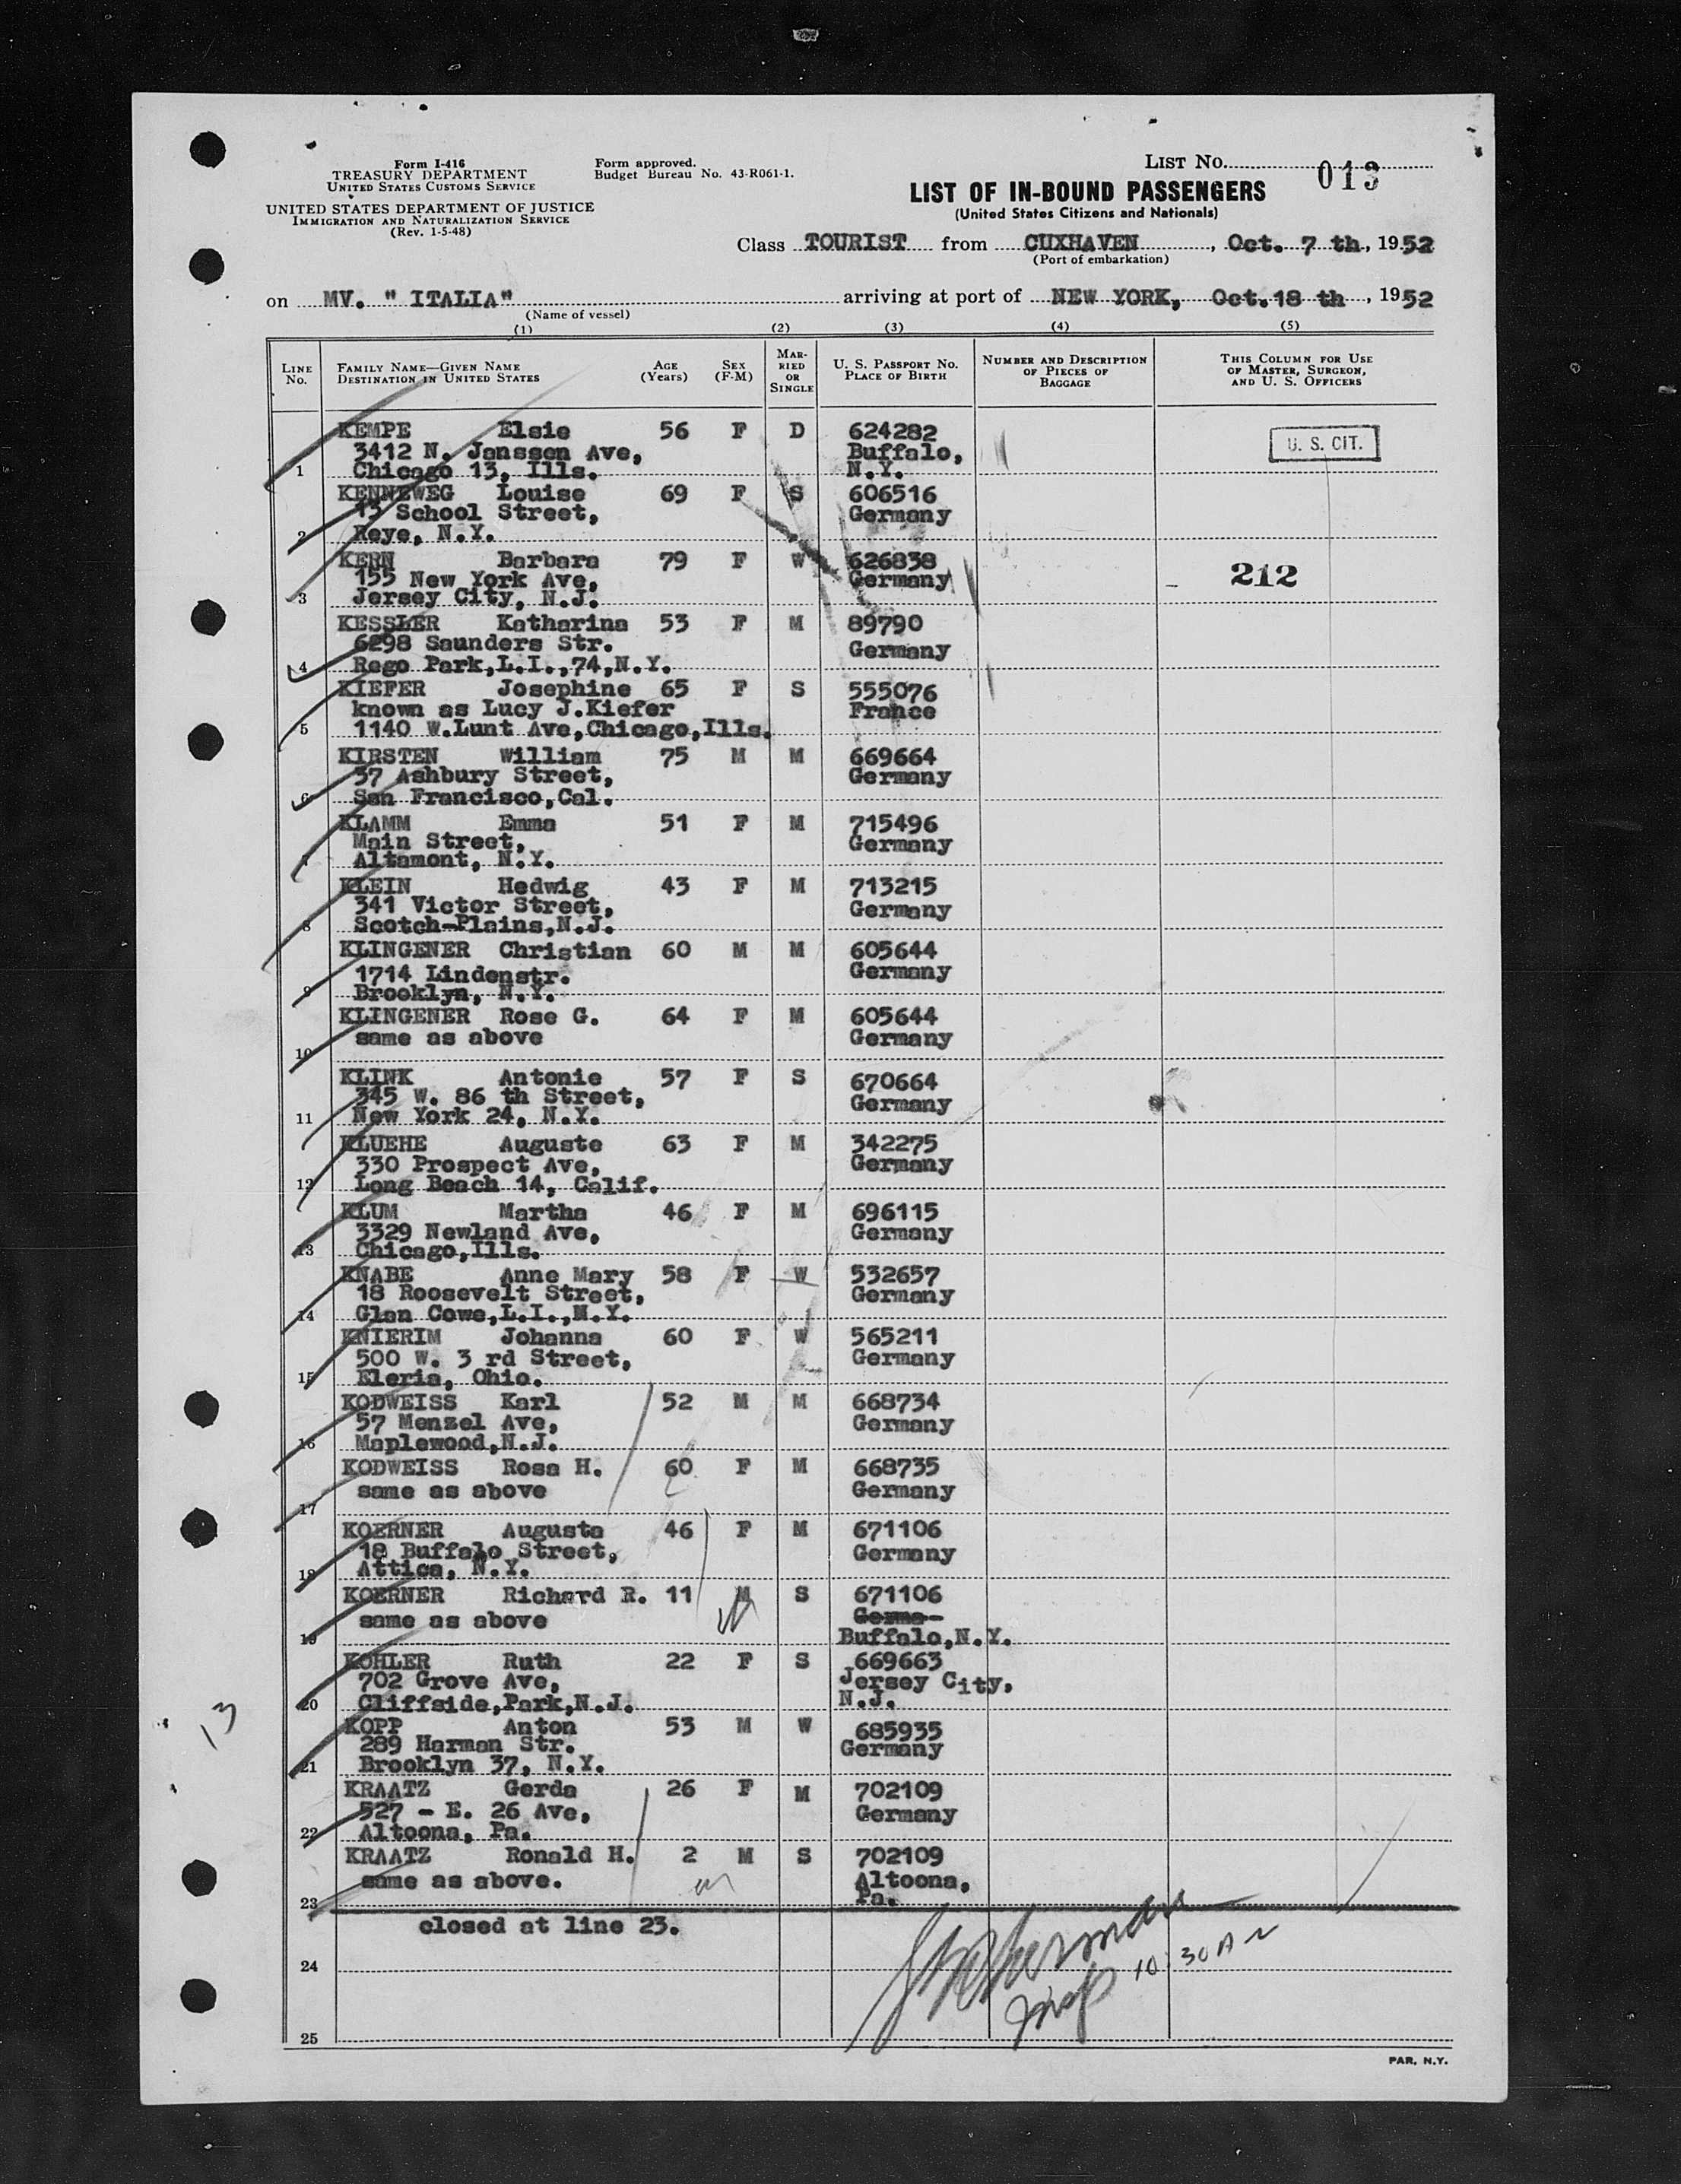 Form I-416
TREASURY DEPARTMENT
UNITED STATES CUSTOMS SERVICE
UNITED STATES DEPARTMENT OF JUSTICE
IMMIGRATION AND NATURALIZATION SERVICE
(Rev. 1-5-48)
Form approved.
Budget Bureau No. 43-R061-1.
LIST No. 013
LIST OF IN-BOUND PASSENGERS
(United States Citizens and Nationals)
Class TOURIST from CUXHAVEN, Oct. 7 th, 1952
(Port of embarkation)
on MV. " ITALIA" arriving at port of NEW YORK, Oct. 18 th, 1952
(Name of vessel)
(1) (2) (3) (4) (5)
LINE No. FAMILY NAME—GIVEN NAME DESTINATION IN UNITED STATES AGE (Years) SEX (F-M) MARRIED OR SINGLE U. S. PASSPORT NO. PLACE OF BIRTH NUMBER AND DESCRIPTION OF PIECES OF BAGGAGE THIS COLUMN FOR USE OF MASTER, SURGEON, AND U. S. OFFICERS
KEMPE Elsie 56 F D 624282
3412 N. Janssen Ave, Buffalo, U. S. CIT.
1 Chicago 13, Ills. N.Y.
KENNEWEG Louise 69 F S 606516
13 School Street, Germany
2 Reye, N.Y.
KERN Barbara 79 F W 626838
155 New York Ave, Germany 212
3 Jersey City, N.J.
KESSLER Katharina 53 F M 89790
6298 Saunders Str. Germany
4 Rego Park,L.I.,74,N.Y.
KIEFER Josephine 65 F S 555076
known as Lucy J.Kiefer France
5 1140 W.Lunt Ave,Chicago,Ills.
KIRSTEN William 75 M M 669664
37 Ashbury Street, Germany
6 San Francisco,Cal.
KLAMM Emma 51 F M 715496
Main Street, Germany
7 Altamont, N.Y.
KLEIN Hedwig 43 F M 713215
341 Victor Street, Germany
8 Scotch-Plains,N.J.
KLINGENER Christian 60 M M 605644
1714 Lindenstr. Germany
9 Brooklyn, N.Y.
KLINGENER Rose G. 64 F M 605644
same as above Germany
10
KLINK Antonie 57 F S 670664
345 W. 86 th Street, Germany
11 New York 24, N.Y.
KLUEHE Auguste 63 F M 342275
330 Prospect Ave, Germany
12 Long Beach 14, Calif.
KLUM Martha 46 F M 696115
3329 Newland Ave, Germany
13 Chicago,Ills.
KNABE Anne Mary 58 F W 532657
18 Roosevelt Street, Germany
14 Glen Cowe,L.I.,N.Y.
KNIERIM Johanna 60 F W 565211
500 W. 3 rd Street, Germany
15 Eleria, Ohio.
KODWEISS Karl 52 M M 668734
57 Menzel Ave, Germany
16 Maplewood,N.J.
KODWEISS Rosa H. 60 F M 668735
same as above Germany
17
KOERNER Augusta 46 F M 671106
18 Buffalo Street, Germany
18 Attica, N.Y.
KOERNER Richard R. 11 M S 671106
same as above Germa-
19 Buffalo,N.Y.
KOHLER Ruth 22 F S 669663
702 Grove Ave, Jersey City,
20 Cliffside,Park,N.J. N.J.
13
KOPP Anton 53 M W 685935
289 Harman Str. Germany
21 Brooklyn 37, N.Y.
KRAATZ Gerda 26 F M 702109
527 - E. 26 Ave, Germany
22 Altoona, Pa.
KRAATZ Ronald H. 2 M S 702109
same as above. Altoona,
23 Pa.
closed at line 23.
10:30 A
24
25
PAR, N.Y.